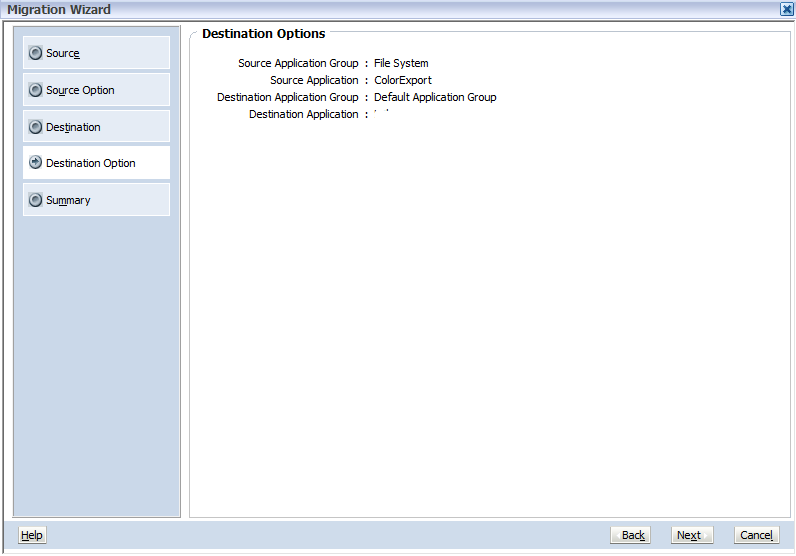 Migration Wizard
Source
Source Option
Destination
Destination Option
Summary
Destination Options
Source Application Group : File System
Source Application : ColorExport
Destination Application Group : Default Application Group
Destination Application :
Help
Back
Next
Cancel